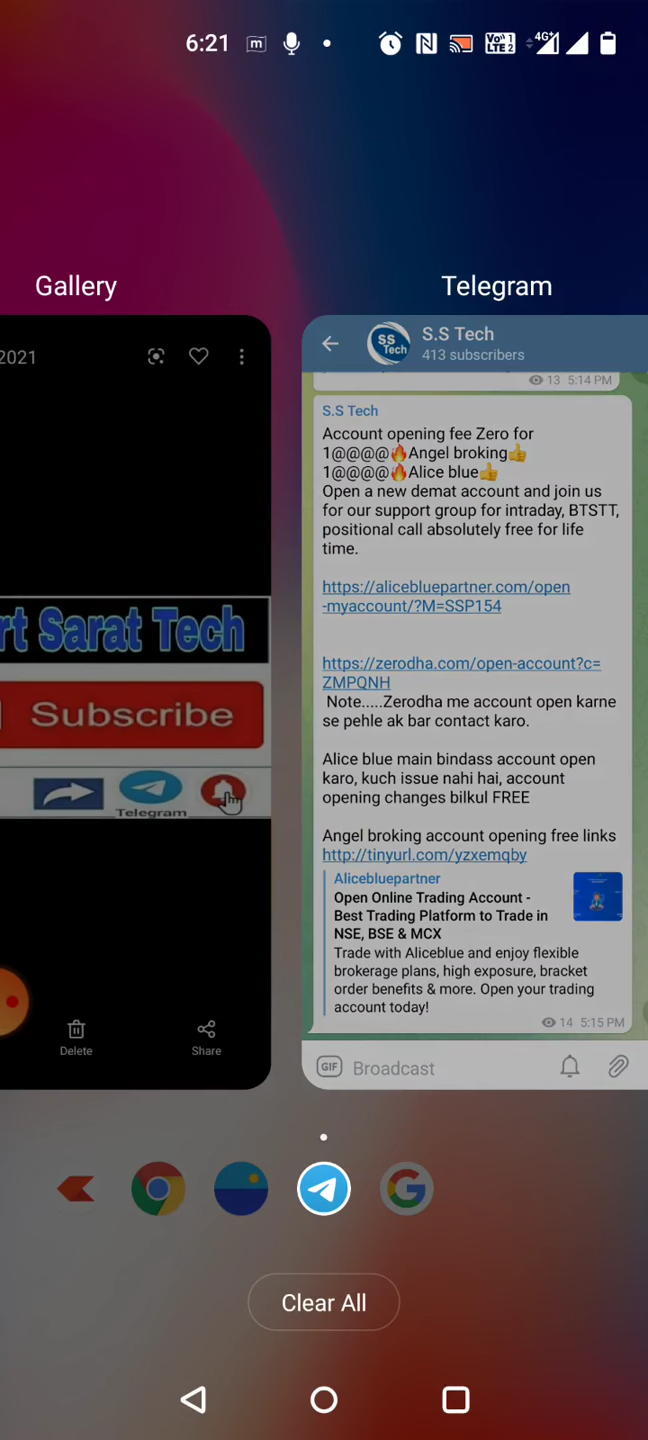 6:21
m
Vo 1
LTE 2
4G+
Gallery
Telegram
2021
rt Sarat Tech
Subscribe
Telegram
Delete
Share
SS
Tech
S.S Tech
413 subscribers
13 5:14 PM
S.S Tech
Account opening fee Zero for
1@@@@🔥Angel broking👍
1@@@@🔥Alice blue👍
Open a new demat account and join us
for our support group for intraday, BTSTT,
positional call absolutely free for life
time.
https://alicebluepartner.com/open
-myaccount/?M=SSP154
https://zerodha.com/open-account?c=
ZMPQNH
Note.....Zerodha me account open karne
se pehle ak bar contact karo.
Alice blue main bindass account open
karo, kuch issue nahi hai, account
opening changes bilkul FREE
Angel broking account opening free links
http://tinyurl.com/yzxemqby
Alicebluepartner
Open Online Trading Account -
Best Trading Platform to Trade in
NSE, BSE & MCX
Trade with Aliceblue and enjoy flexible
brokerage plans, high exposure, bracket
order benefits & more. Open your trading
account today!
14 5:15 PM
GIF Broadcast
G
Clear All